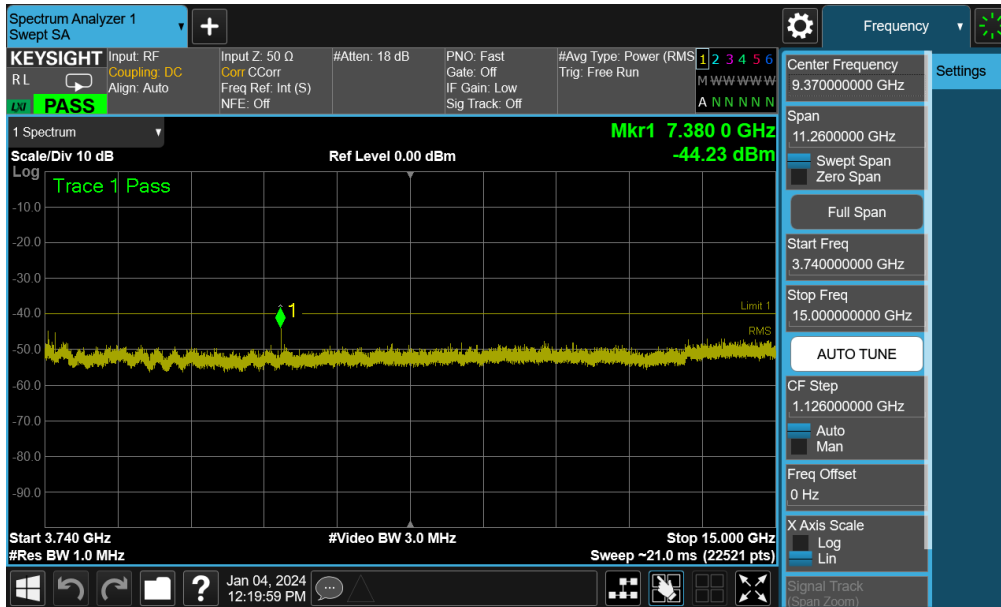 Spectrum Analyzer 1
Swept SA
+
Frequency
KEYSIGHT
RL
LXI PASS
Input: RF
Coupling: DC
Align: Auto
Input Z: 50 Ω
Corr CCorr
Freq Ref: Int (S)
NFE: Off
#Atten: 18 dB
PNO: Fast
Gate: Off
IF Gain: Low
Sig Track: Off
#Avg Type: Power (RMS
Trig: Free Run
1 2 3 4 5 6
M W W W W W
A N N N N N
1 Spectrum
Mkr1 7.380 0 GHz
Scale/Div 10 dB
Ref Level 0.00 dBm
-44.23 dBm
Log
Trace 1 Pass
-10.0
-20.0
-30.0
-40.0
1
Limit 1
RMS
-50.0
-60.0
-70.0
-80.0
-90.0
Start 3.740 GHz
#Video BW 3.0 MHz
Stop 15.000 GHz
#Res BW 1.0 MHz
Sweep ~21.0 ms (22521 pts)
?
Jan 04, 2024
12:19:59 PM
Center Frequency
9.370000000 GHz
Settings
Span
11.2600000 GHz
Swept Span
Zero Span
Full Span
Start Freq
3.740000000 GHz
Stop Freq
15.000000000 GHz
AUTO TUNE
CF Step
1.126000000 GHz
Auto
Man
Freq Offset
0 Hz
X Axis Scale
Log
Lin
Signal Track
(Span Zoom)